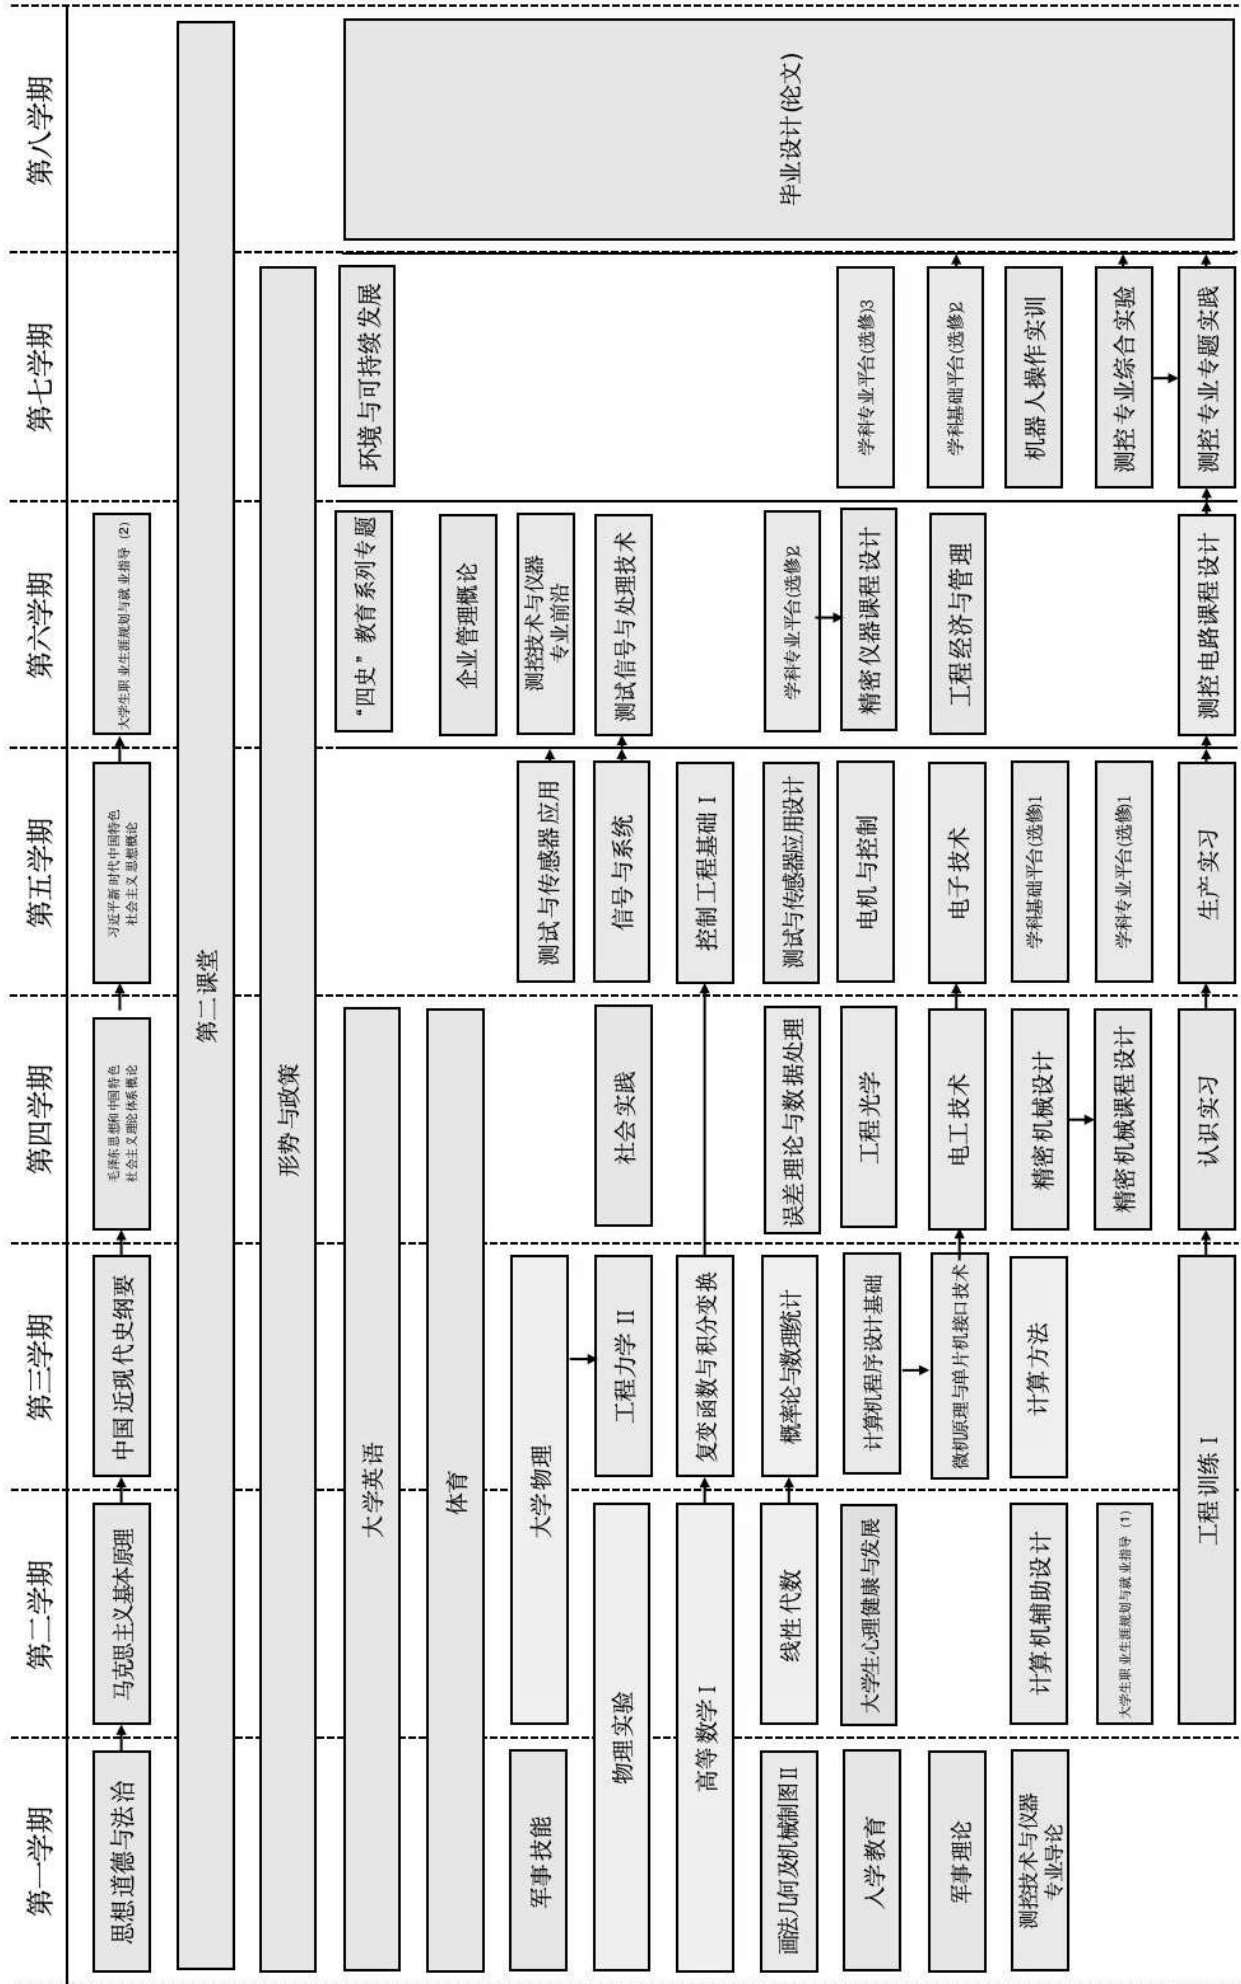 第一学期
第二学期
第三学期
第四学期
第五学期
第六学期
第七学期
第八学期
思想道德与法治
马克思主义基本原理
中国近现代史纲要
毛泽东思想和中国特色
社会主义理论体系概论
习近平新时代中国特色
社会主义思想概论
大学生职业生涯规划与就业指导（2）
第二课堂
形势与政策
大学英语
“四史”教育系列专题
环境与可持续发展
毕业设计(论文)
体育
企业管理概论
军事技能
大学物理
测试与传感器应用
测控技术与仪器
专业前沿
物理实验
工程力学 II
社会实践
信号与系统
测试信号与处理技术
高等数学 I
复变函数与积分变换
控制工程基础 I
画法几何及机械制图 II
线性代数
概率论与数理统计
误差理论与数据处理
测试与传感器应用设计
学科专业平台(选修)2
入学教育
大学生心理健康与发展
计算机程序设计基础
工程光学
电机与控制
精密仪器课程设计
学科专业平台(选修)3
军事理论
微机原理与单片机接口技术
电工技术
电子技术
工程经济与管理
学科基础平台(选修)2
测控技术与仪器
专业导论
计算机辅助设计
计算方法
精密机械设计
学科基础平台(选修)1
机器人操作实训
大学生职业生涯规划与就业指导（1）
精密机械课程设计
学科专业平台(选修)1
测控专业综合实验
工程训练 I
认识实习
生产实习
测控电路课程设计
测控专业专题实践